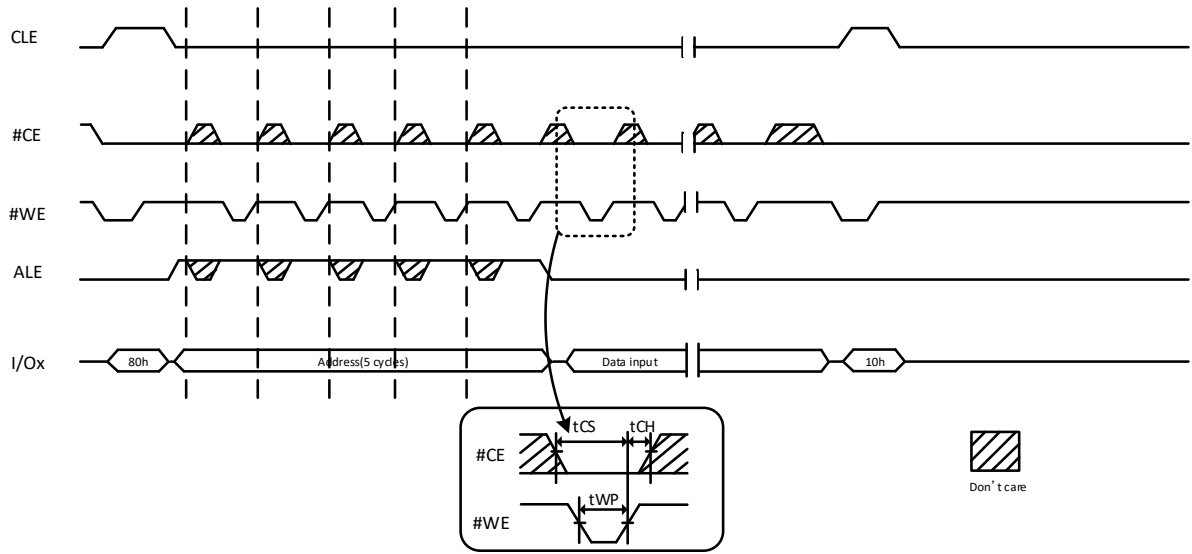 CLE
#CE
#WE
ALE
I/Ox
80h
Address(5 cycles)
Data input
10h
tCS
tCH
#CE
tWP
#WE
Don't care